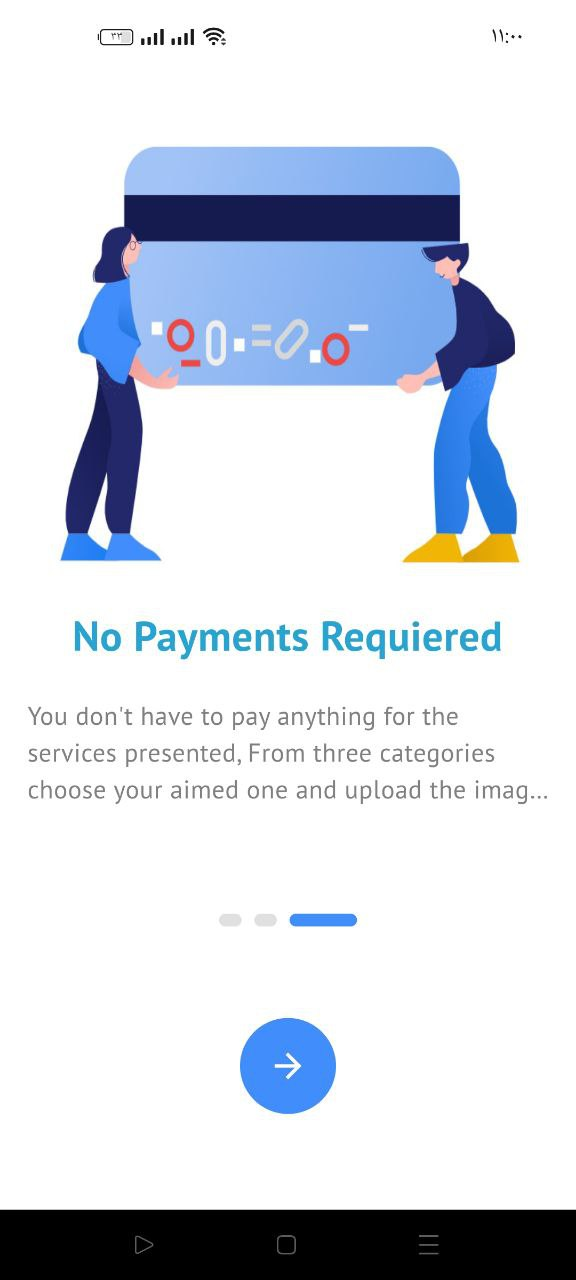 ٣٣
١١:٠٠
No Payments Requiered
You don't have to pay anything for the
services presented, From three categories
choose your aimed one and upload the imag...